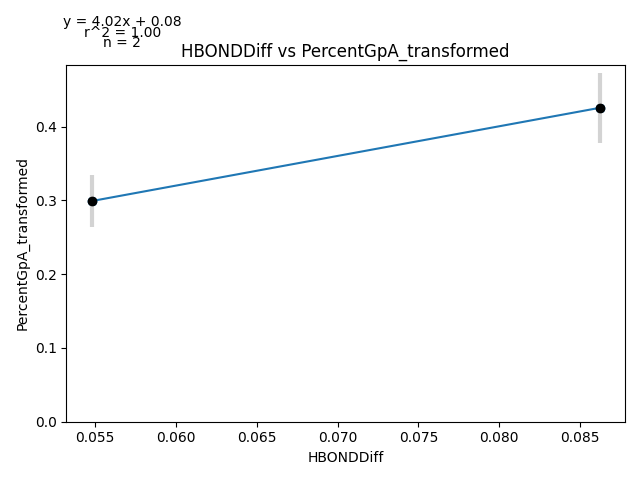 y = 4.02x + 0.08
r^2 = 1.00
n = 2
HBONDDiff vs PercentGpA_transformed
PercentGpA_transformed
0.4
0.3
0.2
0.1
0.0
0.055 0.060 0.065 0.070 0.075 0.080 0.085
HBONDDiff